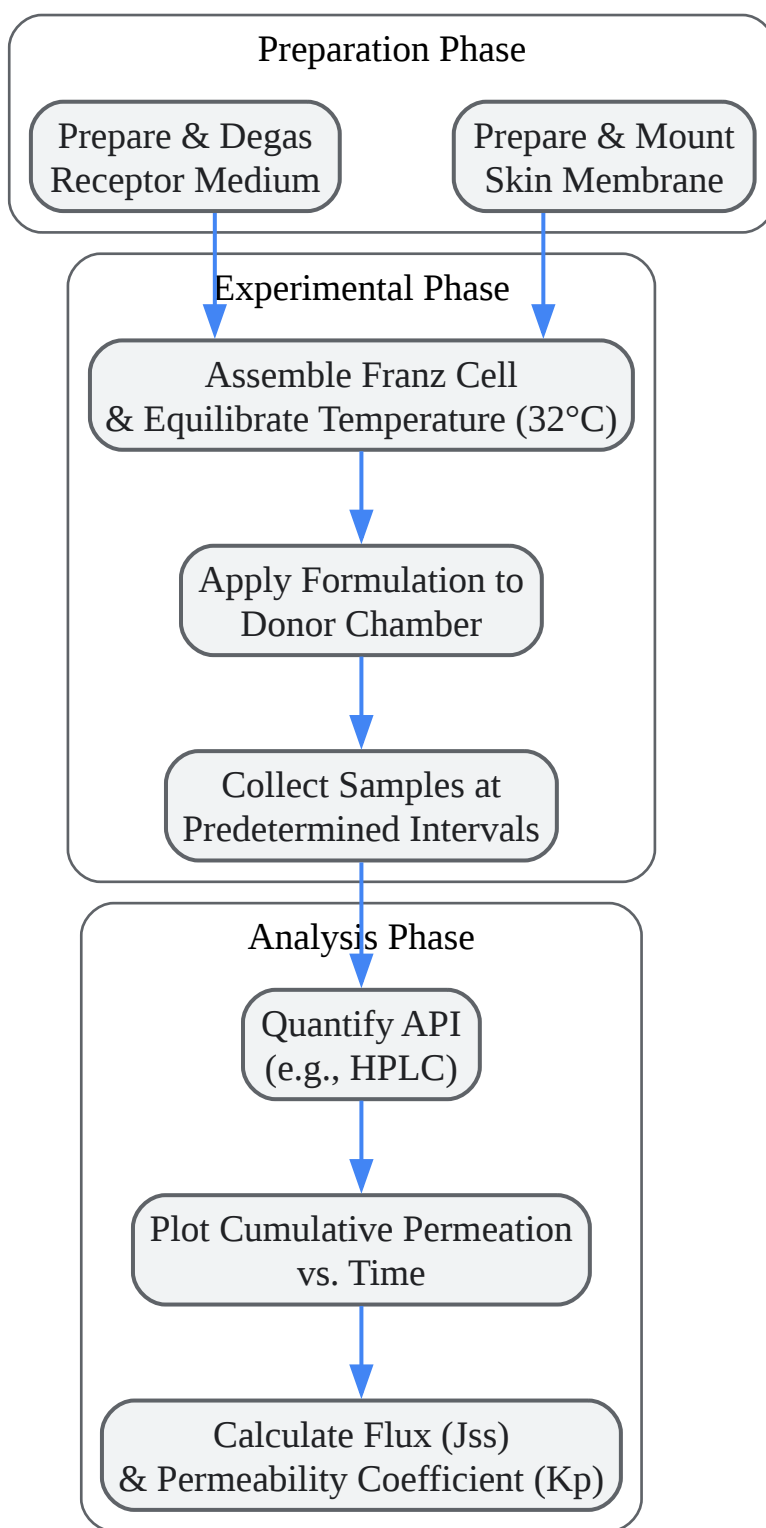 Preparation Phase
Prepare & Degas
Receptor Medium
Prepare & Mount
Skin Membrane
Experimental Phase
Assemble Franz Cell
& Equilibrate Temperature (32°C)
Apply Formulation to
Donor Chamber
Collect Samples at
Predetermined Intervals
Analysis Phase
Quantify API
(e.g., HPLC)
Plot Cumulative Permeation
vs. Time
Calculate Flux (Jss)
& Permeability Coefficient (Kp)